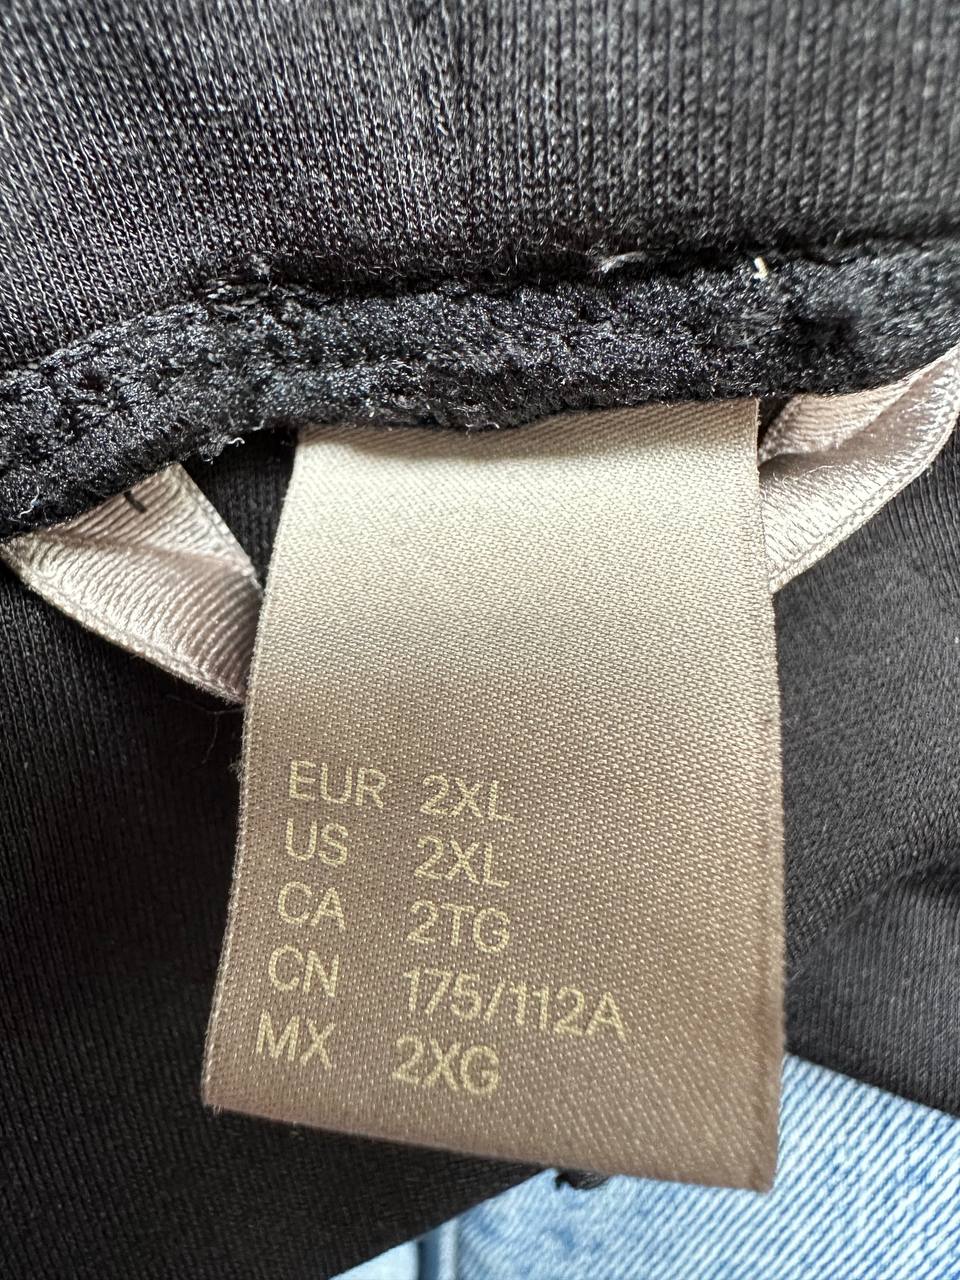 EUR 2XL
US 2XL
CA 2TG
CN 175/112A
MX 2XG